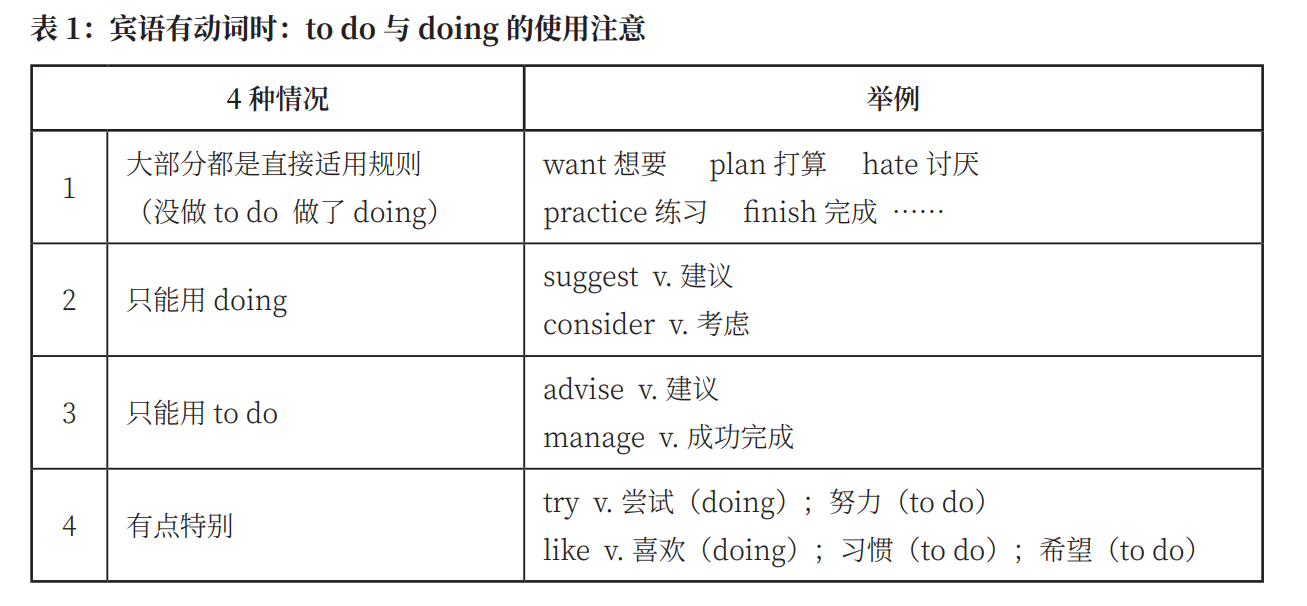 表 1：宾语有动词时：to do 与 doing 的使用注意
4 种情况 举例
1
大部分都是直接适用规则
（没做 to do 做了 doing）
want 想要 plan 打算 hate 讨厌
practice 练习 finish 完成 ……
2
只能用 doing
suggest v. 建议
consider v. 考虑
3
只能用 to do
advise v. 建议
manage v. 成功完成
4
有点特别
try v. 尝试（doing）；努力（to do）
like v. 喜欢（doing）；习惯（to do）；希望（to do）